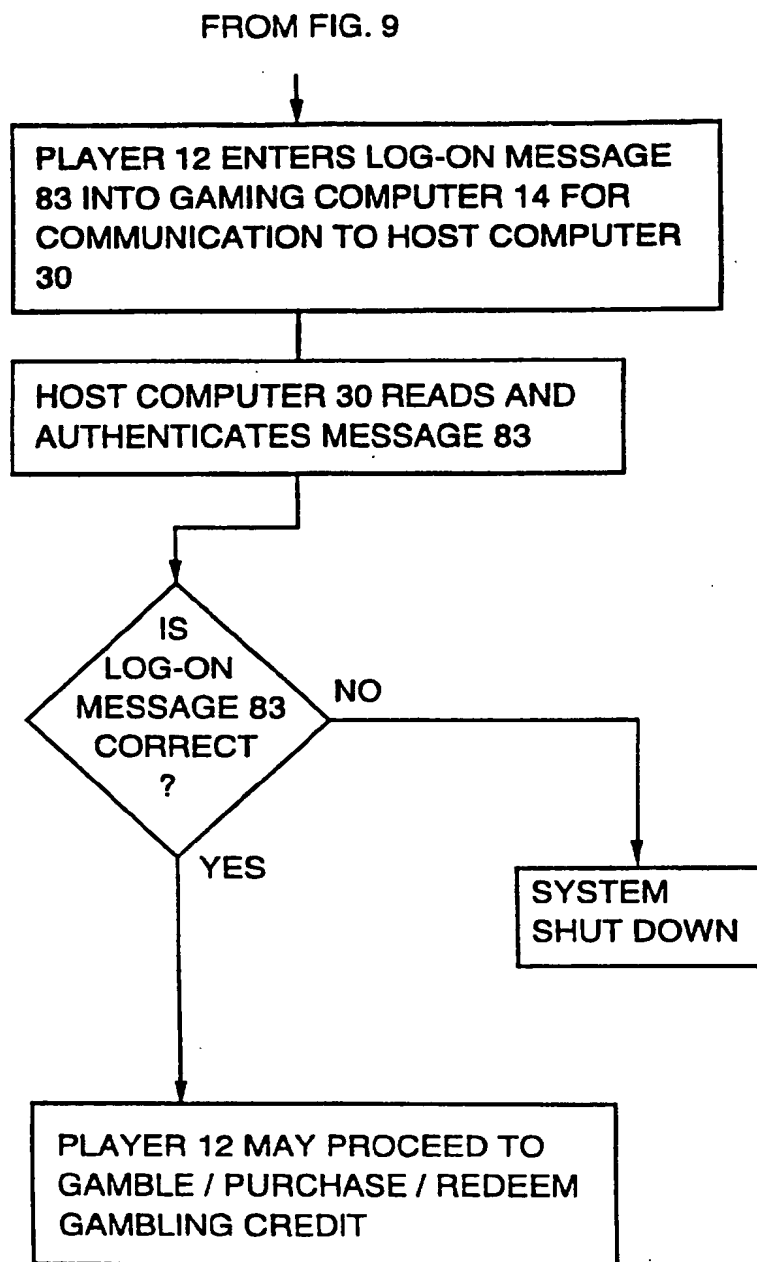 FROM FIG. 9
PLAYER 12 ENTERS LOG-ON MESSAGE
83 INTO GAMING COMPUTER 14 FOR
COMMUNICATION TO HOST COMPUTER
30
HOST COMPUTER 30 READS AND
AUTHENTICATES MESSAGE 83
IS
LOG-ON
MESSAGE 83
CORRECT
?
NO
YES
SYSTEM
SHUT DOWN
PLAYER 12 MAY PROCEED TO
GAMBLE / PURCHASE / REDEEM
GAMBLING CREDIT